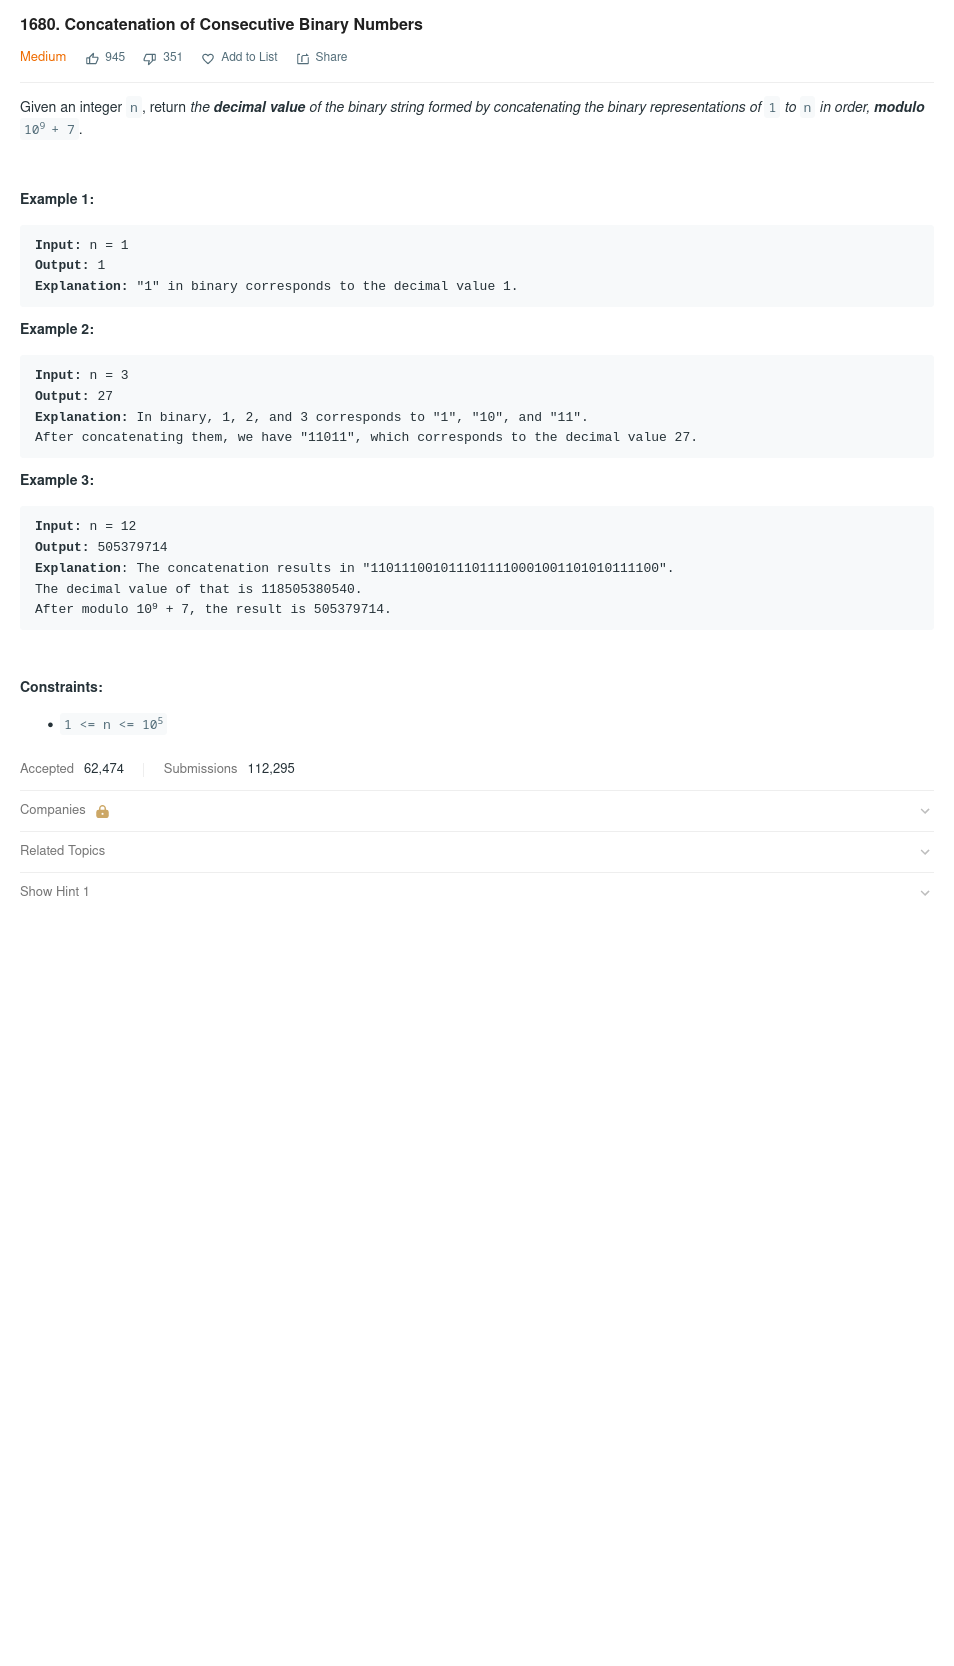 1680. Concatenation of Consecutive Binary Numbers
Medium 945 351 Add to List Share
Given an integer n, return the decimal value of the binary string formed by concatenating the binary representations of 1 to n in order, modulo
10⁹ + 7.
Example 1:
Input: n = 1
Output: 1
Explanation: "1" in binary corresponds to the decimal value 1.
Example 2:
Input: n = 3
Output: 27
Explanation: In binary, 1, 2, and 3 corresponds to "1", "10", and "11".
After concatenating them, we have "11011", which corresponds to the decimal value 27.
Example 3:
Input: n = 12
Output: 505379714
Explanation: The concatenation results in "1101110010111011110001001101010111100".
The decimal value of that is 118505380540.
After modulo 10⁹ + 7, the result is 505379714.
Constraints:
• 1 <= n <= 10⁵
Accepted 62,474 Submissions 112,295
Companies
Related Topics
Show Hint 1